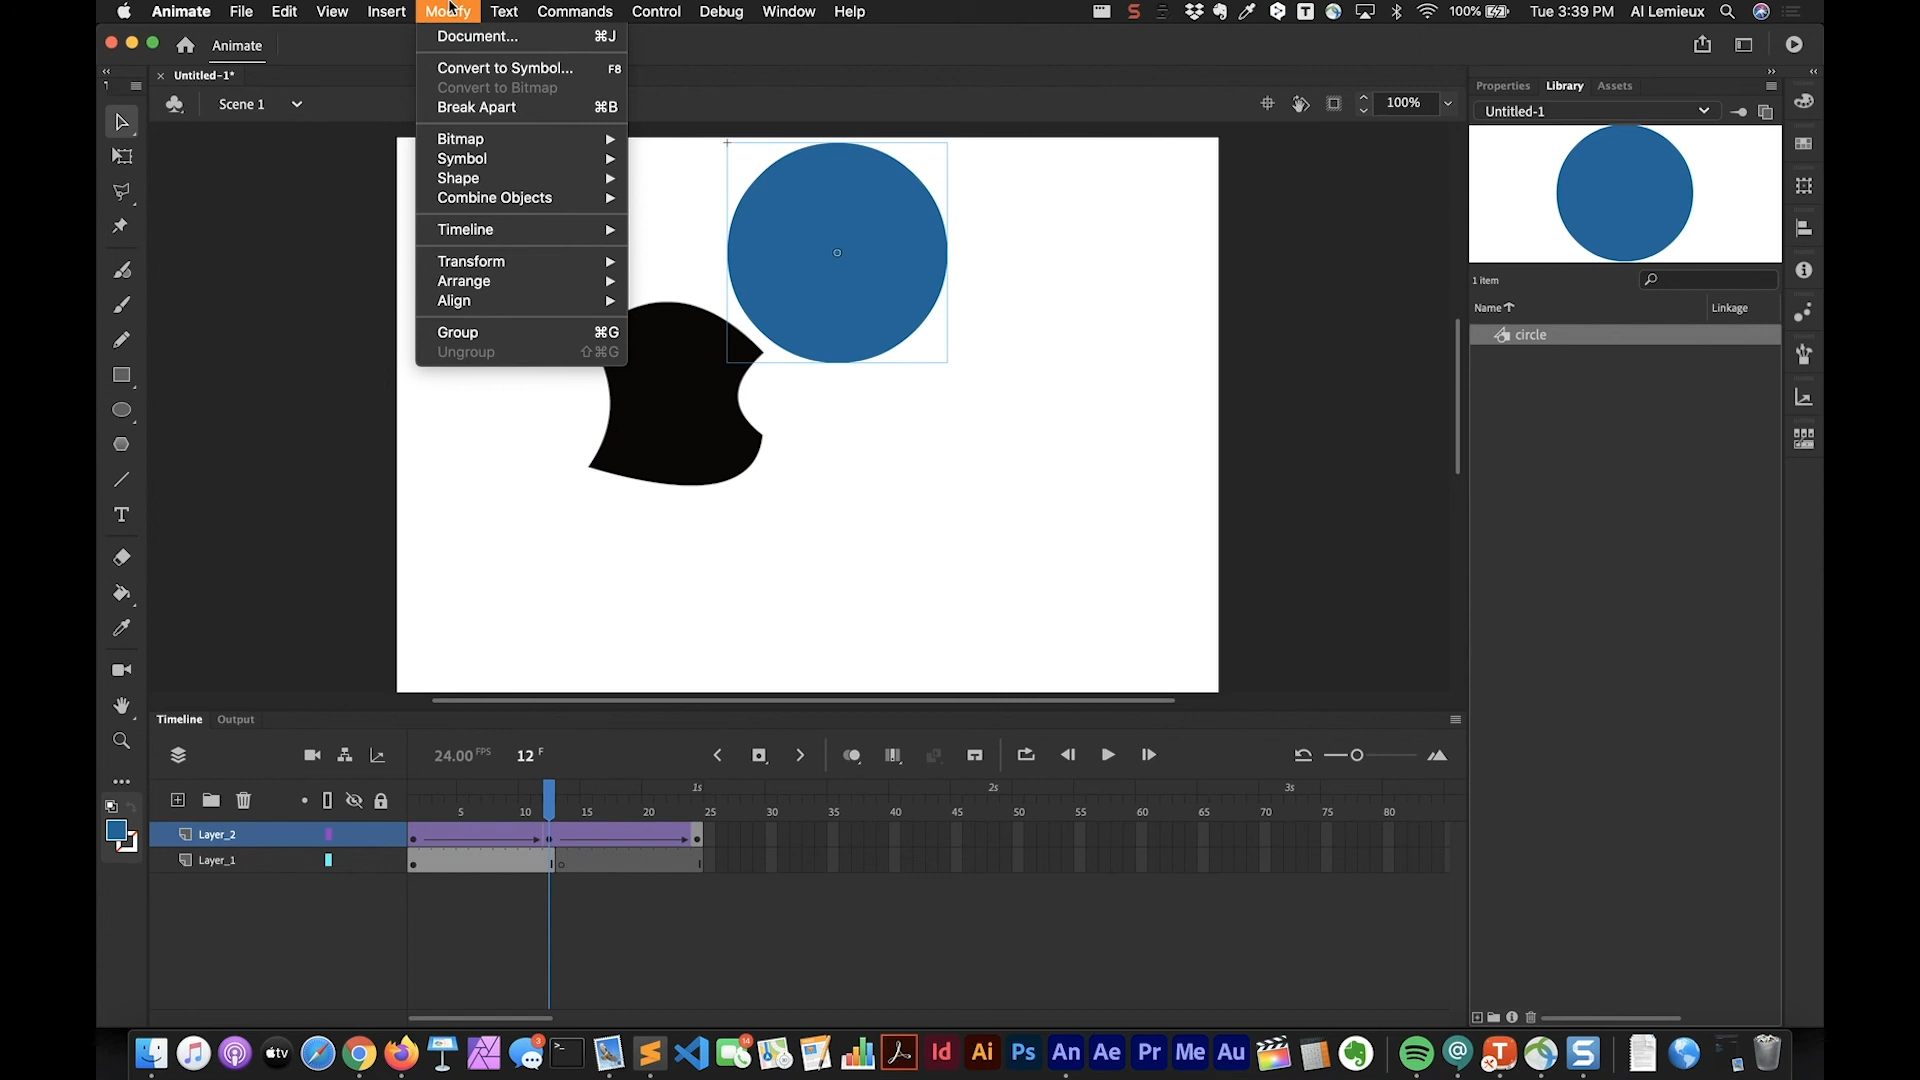 Animate File Edit View Insert Modify Text Commands Control Debug Window Help 100% Tue 3:39 PM Al Lemieux
Animate
Untitled-1*
Scene 1
100%
Document... ⌘J
Convert to Symbol... F8
Convert to Bitmap
Break Apart ⌘B
Bitmap
Symbol
Shape
Combine Objects
Timeline
Transform
Arrange
Align
Group ⌘G
Ungroup ⇧⌘G
Properties Library Assets
Untitled-1
1 item
Name Linkage
circle
Timeline Output
24.00 FPS 12 F
1s 2s 3s
5 10 15 20 25 30 35 40 45 50 55 60 65 70 75 80
Layer_2
Layer_1
tv 3 14 Id Ai Ps An Ae Pr Me Au